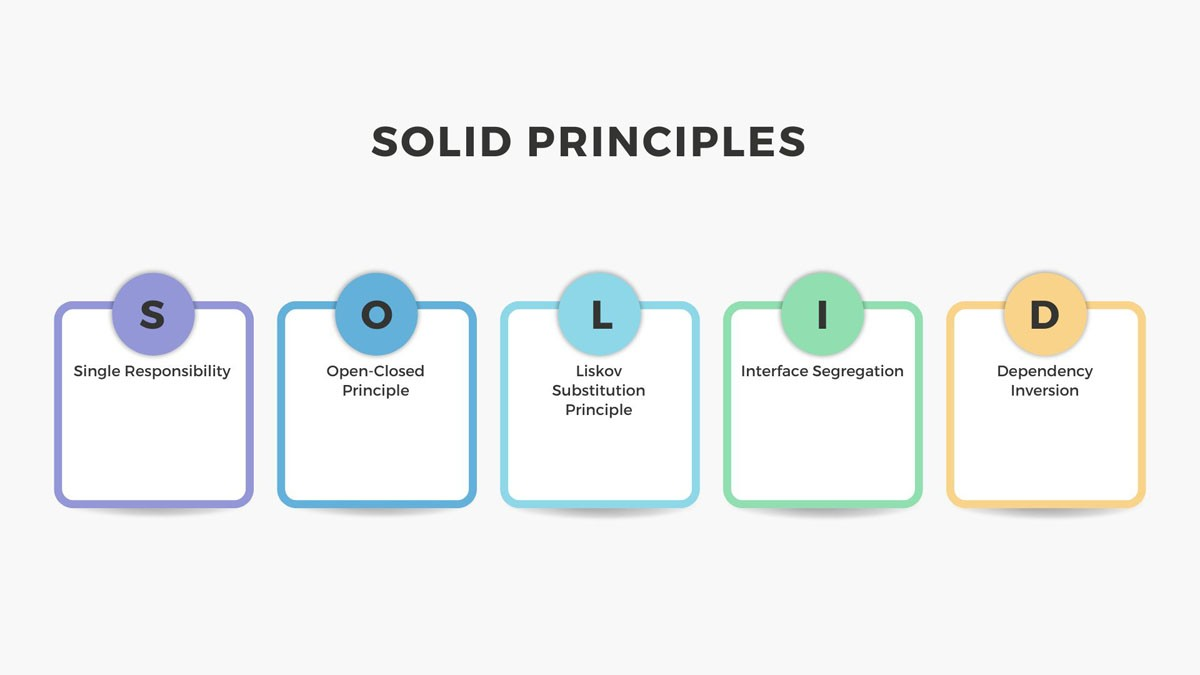 SOLID PRINCIPLES
S
Single Responsibility
O
Open-Closed
Principle
L
Liskov
Substitution
Principle
I
Interface Segregation
D
Dependency
Inversion